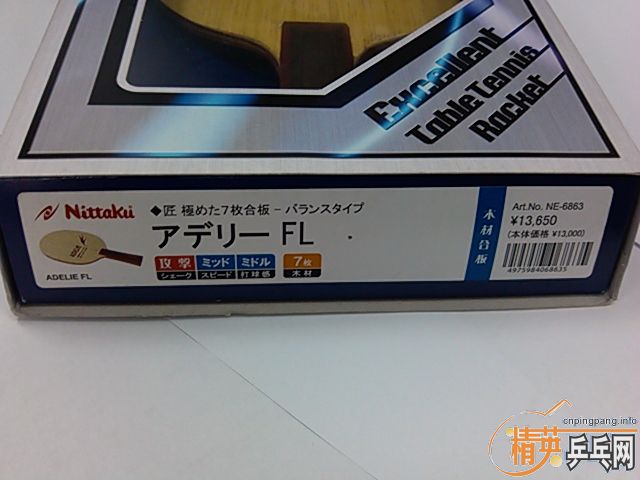 Excellent
Table Tennis
Racket
Nittaku
ADELIE FL
◆匠 極めた7枚合板 - バランスタイプ
アデリー FL
攻撃 ミッド ミドル 7枚
シェーク スピード 打球感 木材
木材合板
Art.No. NE-6863
¥13,650
(本体価格 ¥13,000)
4975984068635
cnpingpang.info
精英乒乓网